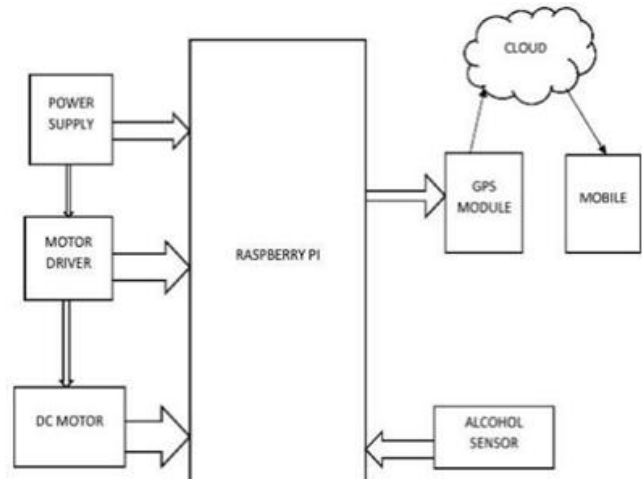 CLOUD
POWER
SUPPLY
GPS
MODULE
MOBILE
MOTOR
DRIVER
RASPBERRY PI
DC MOTOR
ALCOHOL
SENSOR